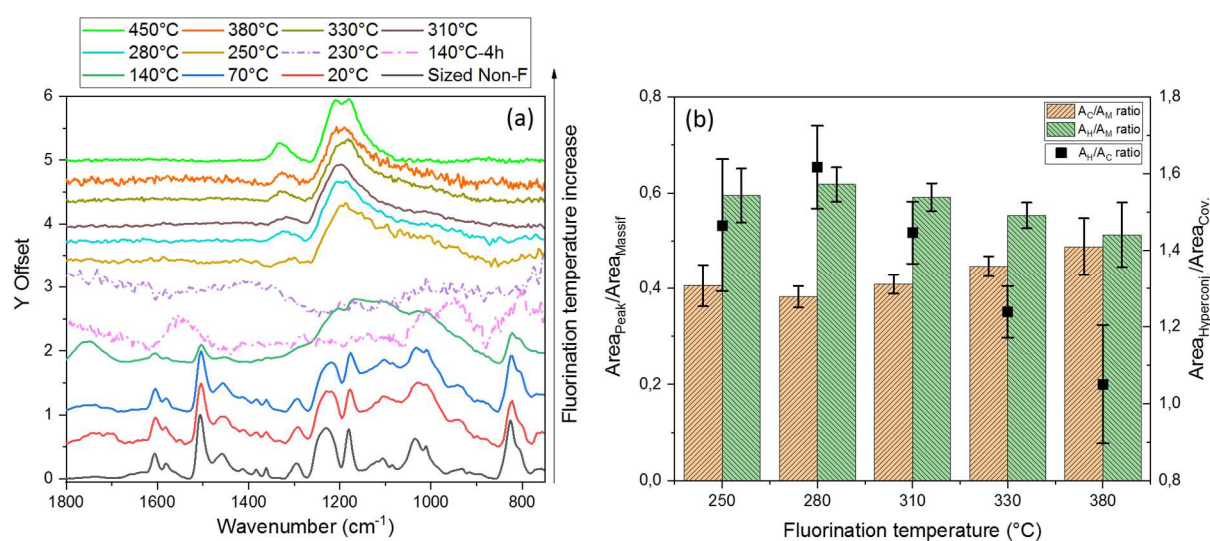 450°C 380°C 330°C 310°C
280°C 250°C 230°C 140°C-4h
140°C 70°C 20°C Sized Non-F
(a)
6
5
4
3
2
1
0
Y Offset
1800 1600 1400 1200 1000 800
Wavenumber (cm-1)
Fluorination temperature increase
(b)
A_C/A_M ratio
A_H/A_M ratio
A_H/A_C ratio
0,8
0,6
0,4
0,2
0,0
Area_Peak/Area_Massif
1,8
1,6
1,4
1,2
1,0
0,8
Area_Hyperconj/Area_Cov.
250 280 310 330 380
Fluorination temperature (°C)